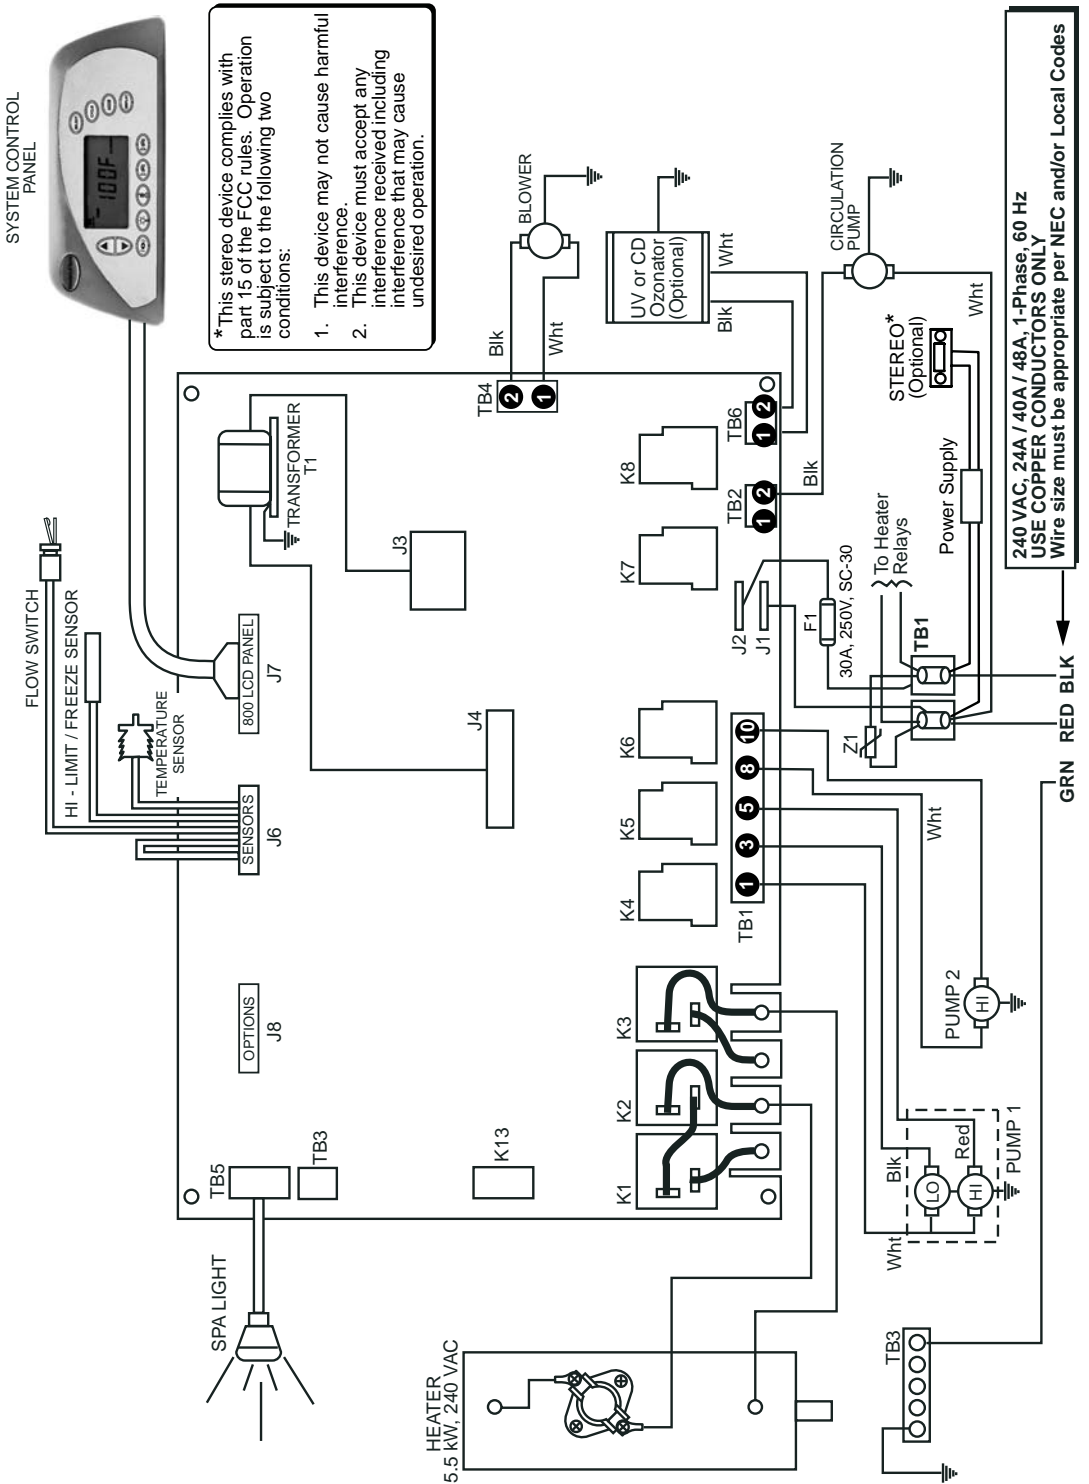 SYSTEM CONTROL
PANEL
100F
*This stereo device complies with
part 15 of the FCC rules. Operation
is subject to the following two
conditions:
1. This device may not cause harmful
interference.
2. This device must accept any
interference received including
interference that may cause
undesired operation.
FLOW SWITCH
HI - LIMIT / FREEZE SENSOR
TEMPERATURE
SENSOR
SENSORS
J6
800 LCD PANEL
J7
OPTIONS
J8
TRANSFORMER
T1
J3
J4
SPA LIGHT
TB5
TB3
K13
TB4
2
1
Blk
Wht
BLOWER
UV or CD
Ozonator
(Optional)
Blk
Wht
CIRCULATION
PUMP
Blk
Wht
K1
K2
K3
K4
K5
K6
K7
K8
TB1
1
3
5
8
10
TB2
1
2
TB6
1
2
J2
J1
F1
30A, 250V, SC-30
To Heater
Relays
Z1
TB1
Power Supply
STEREO*
(Optional)
HEATER
5.5 kW, 240 VAC
Wht
Blk
Red
LO
HI
PUMP 1
Wht
PUMP 2
HI
TB3
GRN
RED
BLK
240 VAC, 24A / 40A / 48A, 1-Phase, 60 Hz
USE COPPER CONDUCTORS ONLY
Wire size must be appropriate per NEC and/or Local Codes